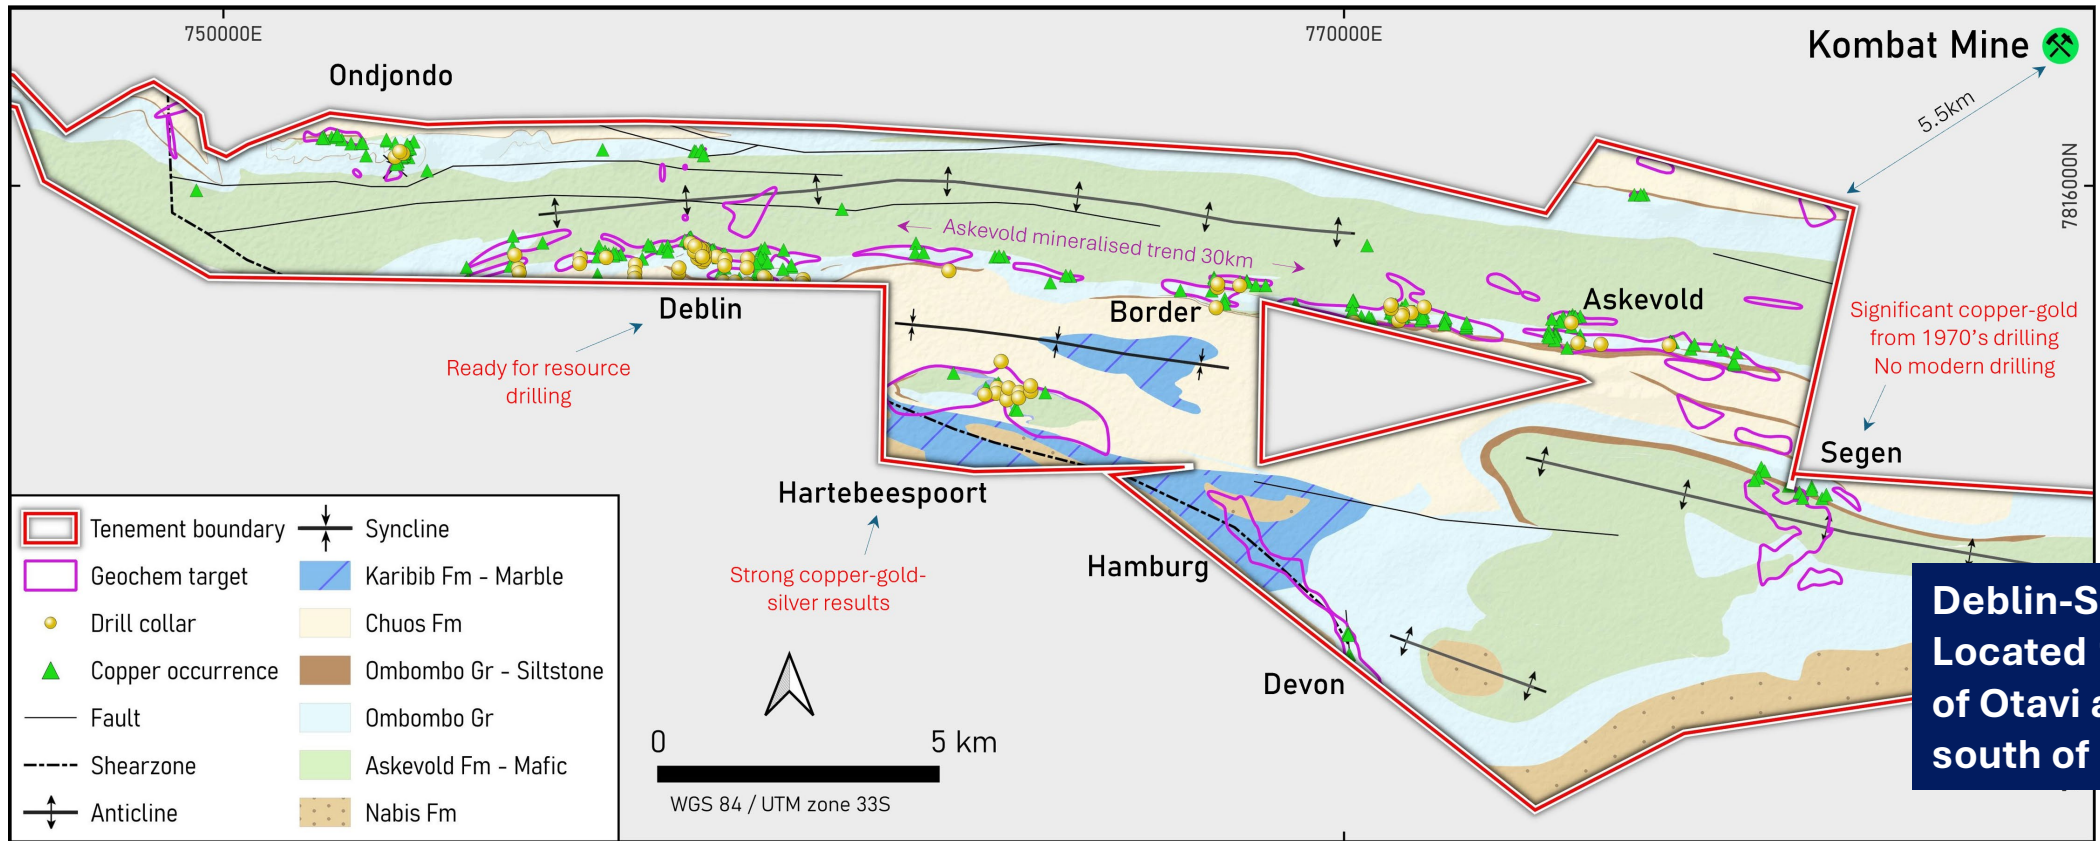 750000E
770000E
Kombat Mine
Ondjondo
5.5km
7816000N
Askevold mineralised trend 30km
Deblin
Border
Askevold
Ready for resource
drilling
Significant copper-gold
from 1970's drilling
No modern drilling
Segen
Hartebeespoort
Strong copper-gold-
silver results
Hamburg
Devon
Tenement boundary
Geochem target
Drill collar
Copper occurrence
Fault
Shearzone
Anticline
Syncline
Karibib Fm - Marble
Chuos Fm
Ombombo Gr - Siltstone
Ombombo Gr
Askevold Fm - Mafic
Nabis Fm
0 5 km
WGS 84 / UTM zone 33S
Deblin-S
Located
of Otavi a
south of